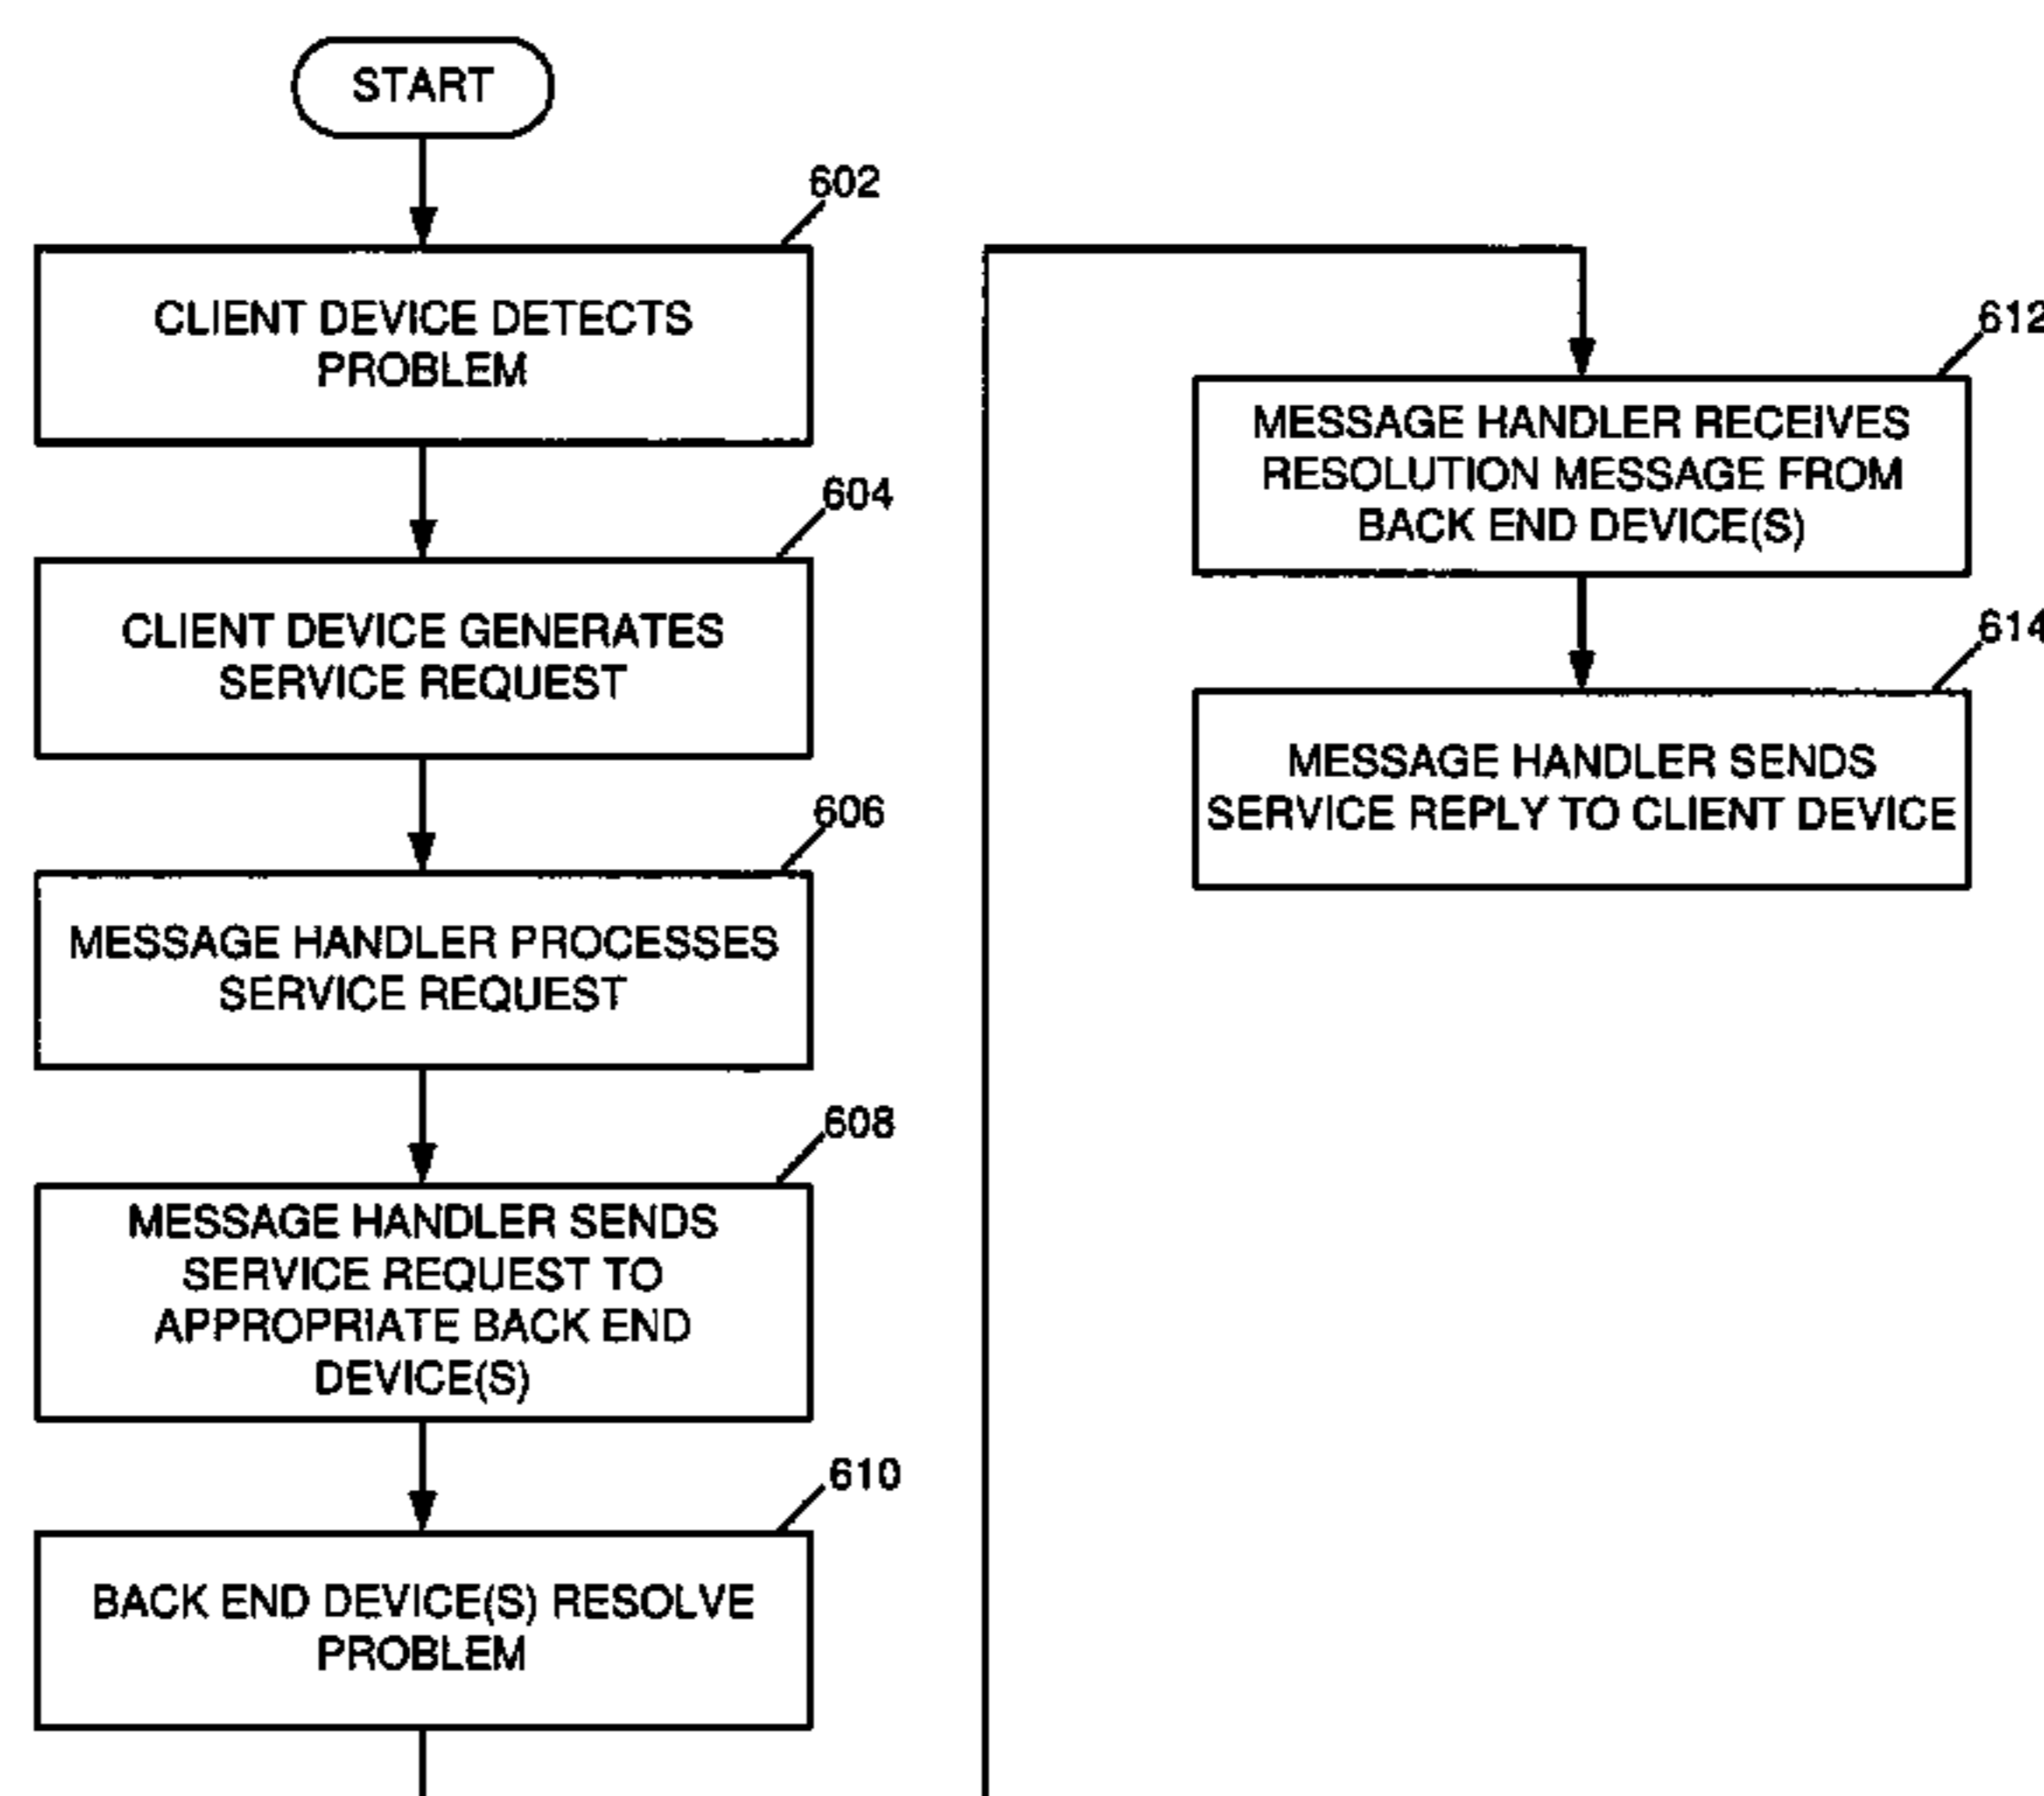 START
602
CLIENT DEVICE DETECTS
PROBLEM
604
CLIENT DEVICE GENERATES
SERVICE REQUEST
606
MESSAGE HANDLER PROCESSES
SERVICE REQUEST
608
MESSAGE HANDLER SENDS
SERVICE REQUEST TO
APPROPRIATE BACK END
DEVICE(S)
610
BACK END DEVICE(S) RESOLVE
PROBLEM
612
MESSAGE HANDLER RECEIVES
RESOLUTION MESSAGE FROM
BACK END DEVICE(S)
614
MESSAGE HANDLER SENDS
SERVICE REPLY TO CLIENT DEVICE